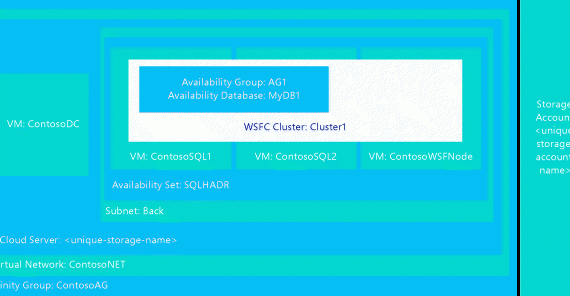 Availability Group: AG1
Availability Database: MyDB1
WSFC Cluster: Cluster1
VM: ContosoDC
VM: ContosoSQL1
VM: ContosoSQL2
VM: ContosoWSFNode
Availability Set: SQLHADR
Subnet: Back
Cloud Server: <unique-storage-name>
rtual Network: ContosoNET
inity Group: ContosoAG
Storage
Accoun
<unique
storage
account
name>